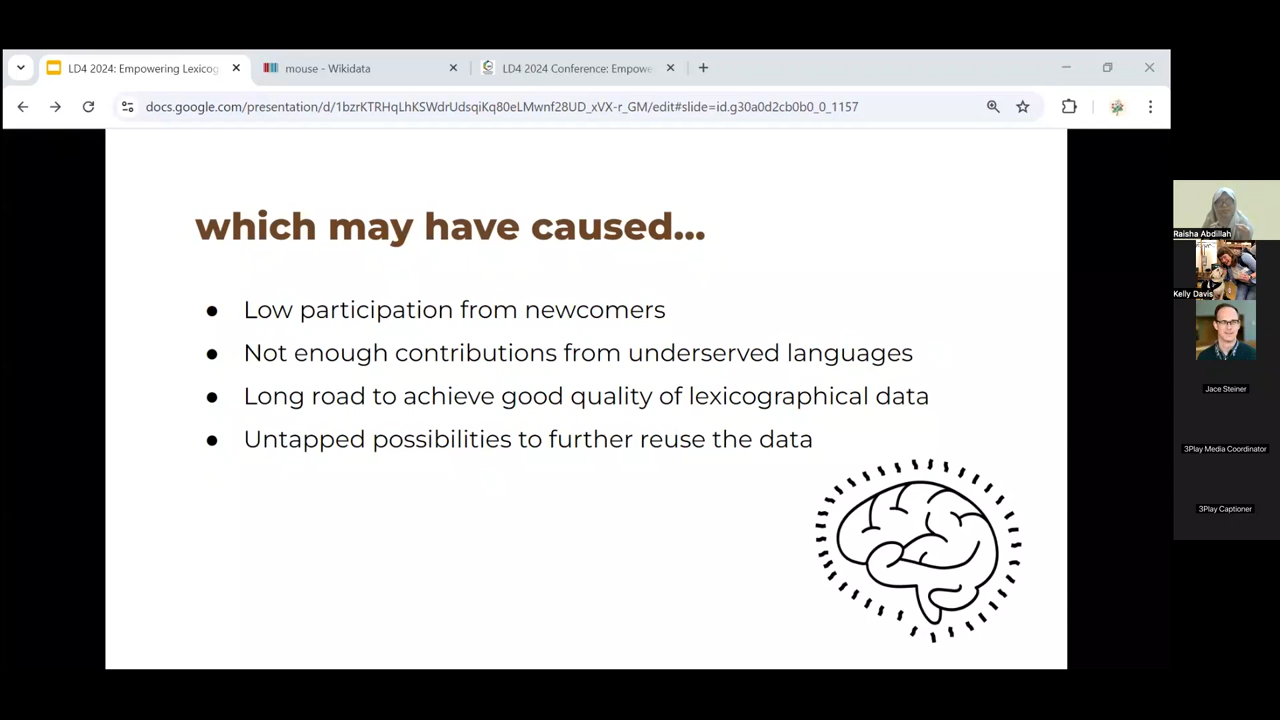 LD4 2024: Empowering Lexicog
mouse - Wikidata
LD4 2024 Conference: Empowe
docs.google.com/presentation/d/1bzrKTRHqLhKSWdrUdsqiKq80eLMwnf28UD_xVX-r_GM/edit#slide=id.g30a0d2cb0b0_0_1157
which may have caused...
● Low participation from newcomers
● Not enough contributions from underserved languages
● Long road to achieve good quality of lexicographical data
● Untapped possibilities to further reuse the data
Raisha Abdillah
Kelly Davis
Jace Steiner
3Play Media Coordinator
3Play Captioner